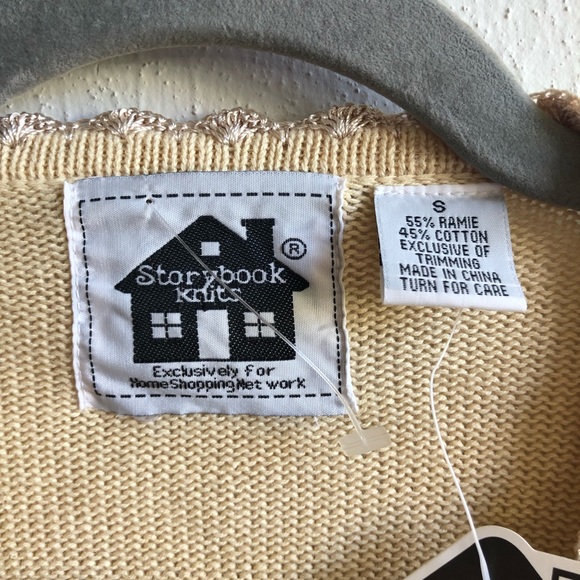 Storybook
Knits
®
Exclusively for
HomeShoppingNetwork
S
55% RAMIE
45% COTTON
EXCLUSIVE OF
TRIMMING
MADE IN CHINA
TURN FOR CARE